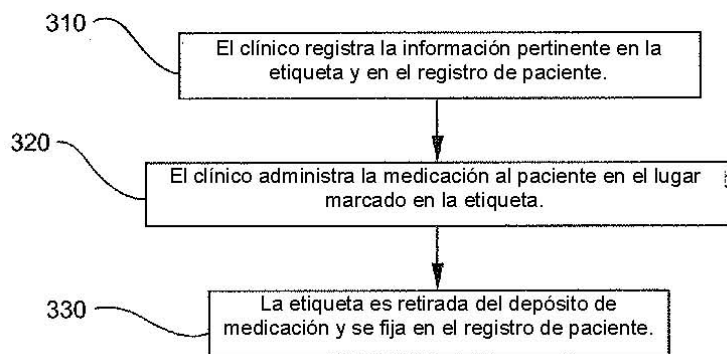 310
El clínico registra la información pertinente en la
etiqueta y en el registro de paciente.
320
El clínico administra la medicación al paciente en el lugar
marcado en la etiqueta.
330
La etiqueta es retirada del depósito de
medicación y se fija en el registro de paciente.